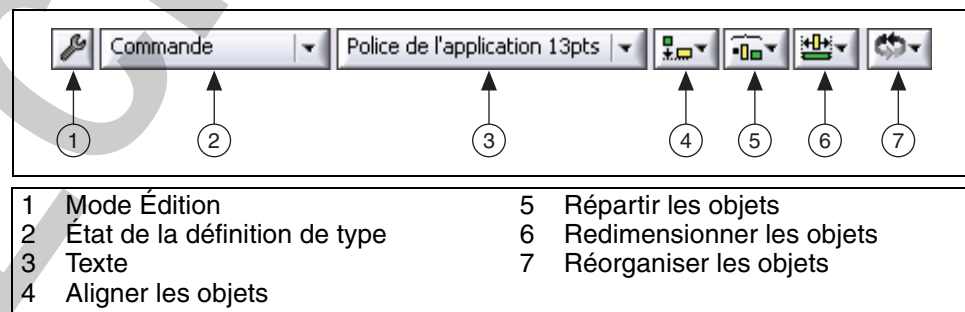 Commande
Police de l'application 13pts
1 2 3 4 5 6 7
1 Mode Édition
2 État de la définition de type
3 Texte
4 Aligner les objets
5 Répartir les objets
6 Redimensionner les objets
7 Réorganiser les objets